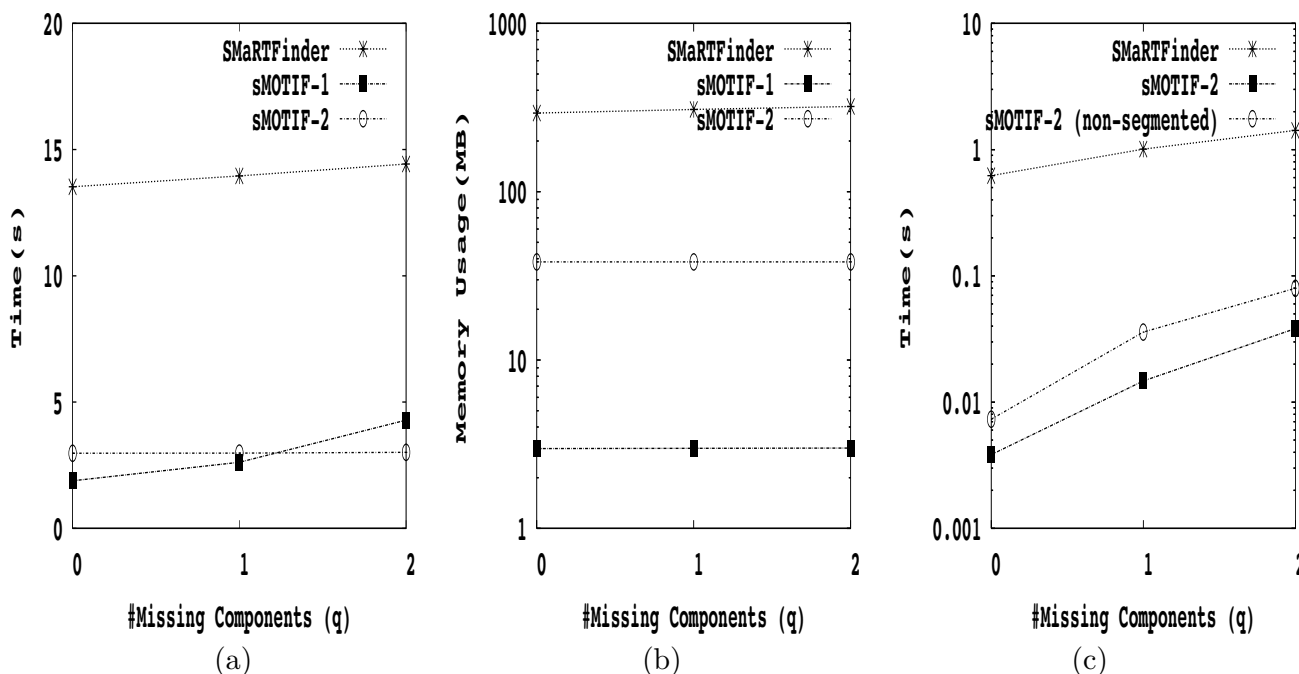 20
15
10
5
0
Time(s)
SMaRTFinder
sMOTIF-1
sMOTIF-2
0 1 2
#Missing Components (q)
(a)
1000
100
10
1
Memory Usage(MB)
SMaRTFinder
sMOTIF-1
sMOTIF-2
0 1 2
#Missing Components (q)
(b)
10
1
0.1
0.01
0.001
Time(s)
SMaRTFinder
sMOTIF-2
sMOTIF-2 (non-segmented)
0 1 2
#Missing Components (q)
(c)